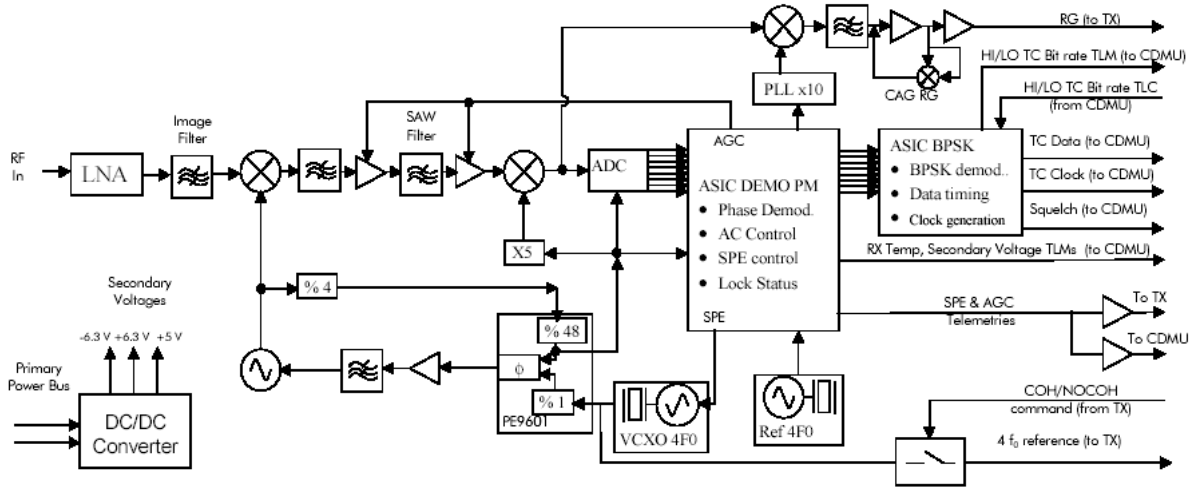 RG (to TX)
HI/LO TC Bit rate TLM (to CDMU)
PLL x10
CAG RG
HI/LO TC Bit rate TLC
(from CDMU)
Image
Filter
SAW
Filter
RF
In
LNA
ADC
AGC
ASIC DEMO PM
• Phase Demod.
• AC Control
• SPE control
• Lock Status
SPE
ASIC BPSK
• BPSK demod..
• Data timing
• Clock generation
TC Data (to CDMU)
TC Clock (to CDMU)
Squelch (to CDMU)
X5
RX Temp, Secondary Voltage TLMs (to CDMU)
% 4
Secondary
Voltages
-6.3 V +6.3 V +5 V
% 48
SPE & AGC
Telemetries
To TX
To CDMU
Primary
Power Bus
DC/DC
Converter
ϕ
% 1
PE9601
VCXO 4F0
Ref 4F0
COH/NOCOH
command (from TX)
4 f₀ reference (to TX)